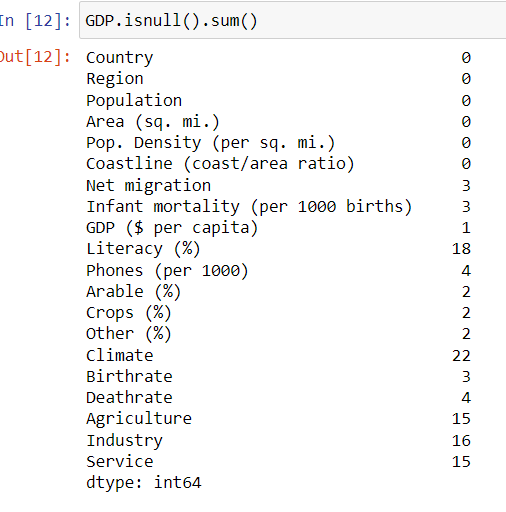 In [12]: GDP.isnull().sum()
Out[12]: Country 0
Region 0
Population 0
Area (sq. mi.) 0
Pop. Density (per sq. mi.) 0
Coastline (coast/area ratio) 0
Net migration 3
Infant mortality (per 1000 births) 3
GDP ($ per capita) 1
Literacy (%) 18
Phones (per 1000) 4
Arable (%) 2
Crops (%) 2
Other (%) 2
Climate 22
Birthrate 3
Deathrate 4
Agriculture 15
Industry 16
Service 15
dtype: int64